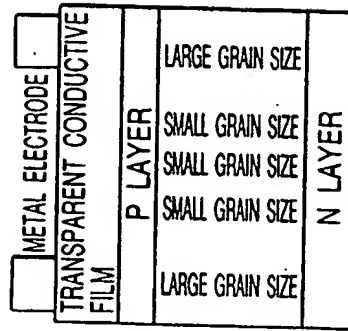 METAL ELECTRODE
TRANSPARENT CONDUCTIVE
FILM
P LAYER
LARGE GRAIN SIZE
SMALL GRAIN SIZE
SMALL GRAIN SIZE
SMALL GRAIN SIZE
LARGE GRAIN SIZE
N LAYER